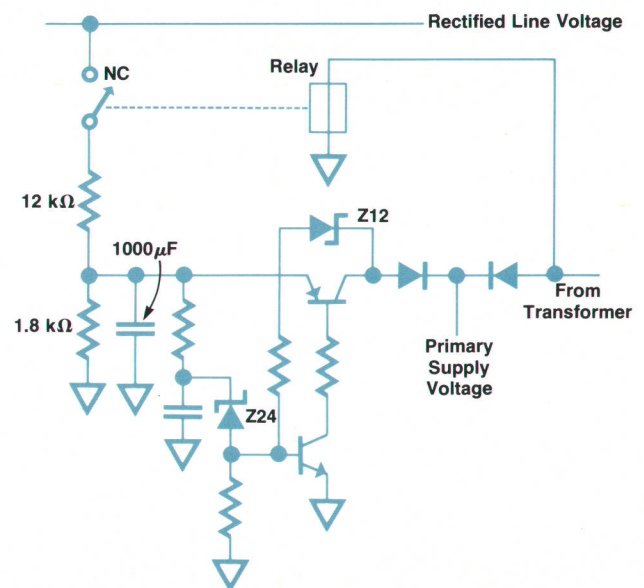 Rectified Line Voltage
NC
Relay
12 kΩ
Z12
1000μF
1.8 kΩ
From
Transformer
Primary
Supply
Voltage
Z24